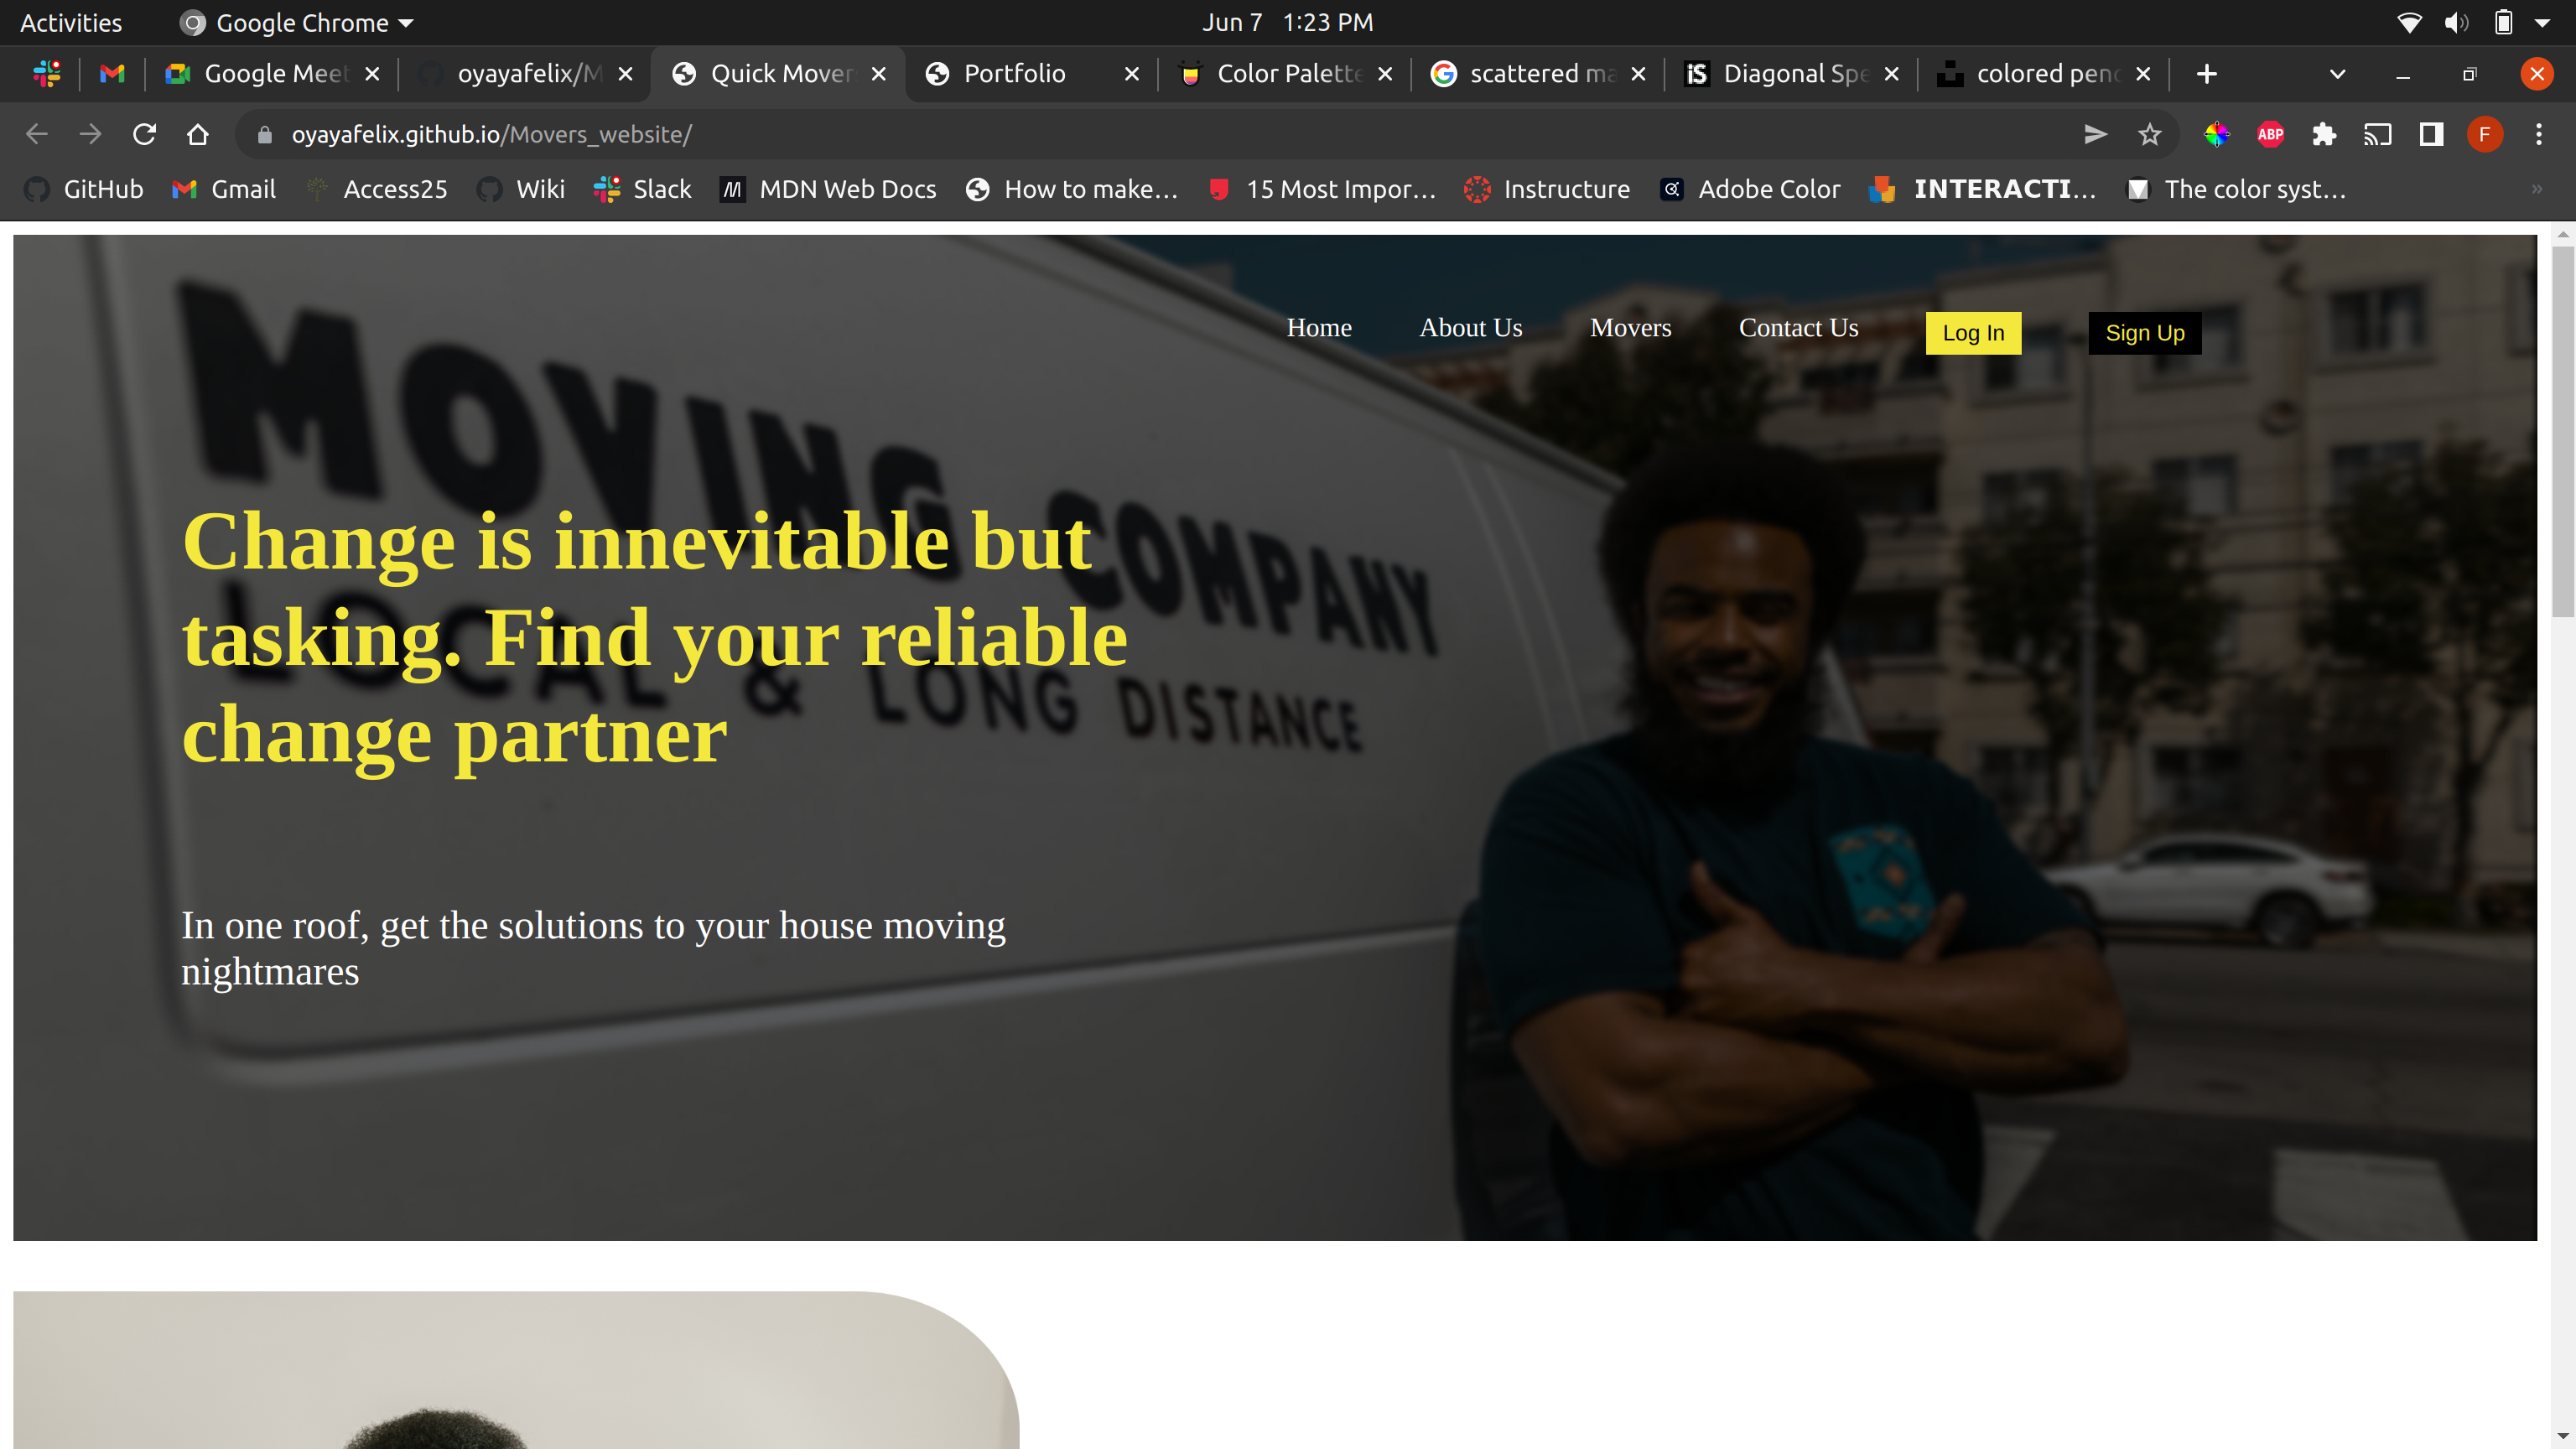 Activities Google Chrome Jun 7 1:23 PM
Google Meet oyayafelix/M Quick Mover Portfolio Color Palette scattered ma iS Diagonal Spe colored penc
oyayafelix.github.io/Movers_website/ ABP F
GitHub Gmail Access25 Wiki Slack MDN Web Docs How to make… 15 Most Impor… Instructure Adobe Color INTERACTI… The color syst… »
Home About Us Movers Contact Us Log In Sign Up
MOVING COMPANY
LOCAL & LONG DISTANCE
Change is innevitable but
tasking. Find your reliable
change partner
In one roof, get the solutions to your house moving
nightmares